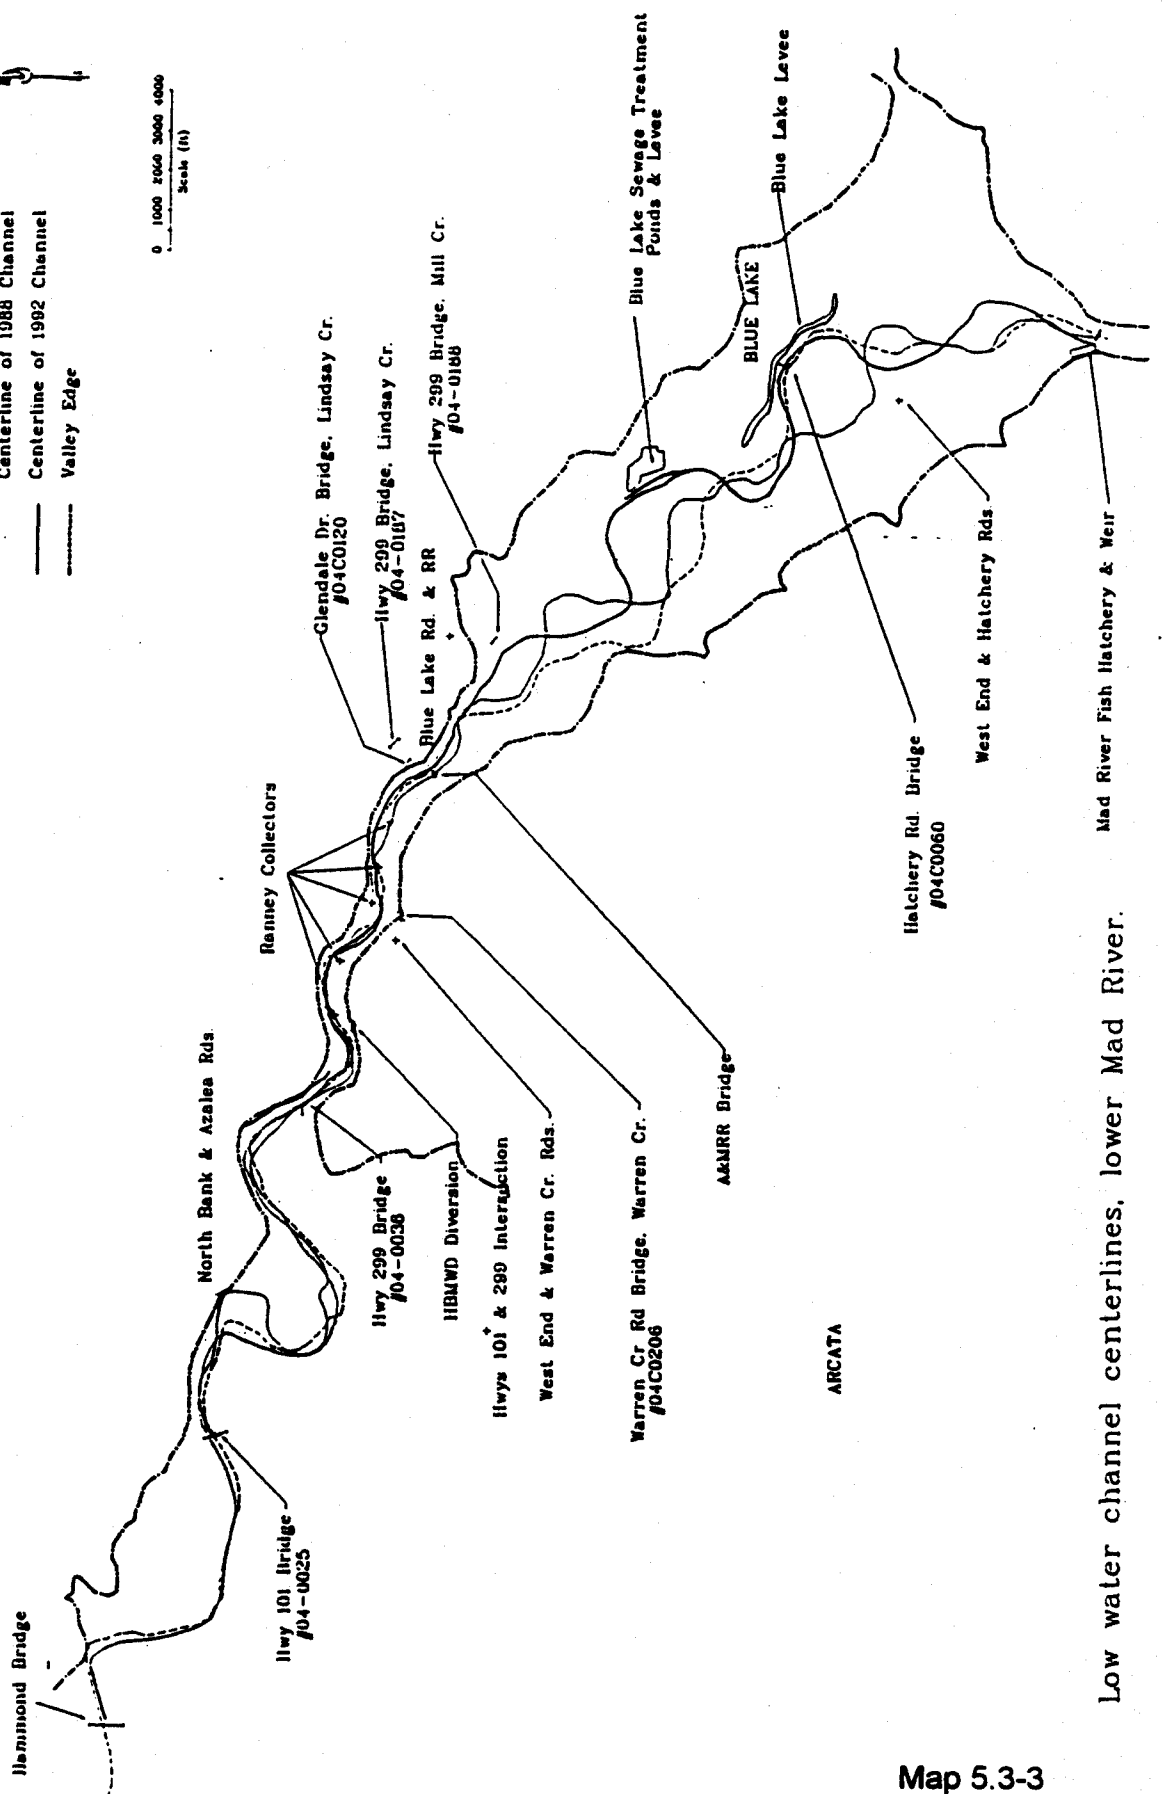 Centerline of 1988 Channel
Centerline of 1992 Channel
Valley Edge
0 1000 2000 3000 4000
Scale (ft)
Hammond Bridge
Hwy 101 Bridge
#04-0025
North Bank & Azalea Rds.
Ranney Collectors
Glendale Dr. Bridge, Lindsay Cr.
#04C0120
Hwy 299 Bridge, Lindsay Cr.
#04-0187
Blue Lake Rd. & RR
Hwy 299 Bridge, Mill Cr.
#04-0188
Blue Lake Sewage Treatment
Ponds & Levee
BLUE LAKE
Blue Lake Levee
Hwy 299 Bridge
#04-0036
HBMWD Diversion
Hwys 101 & 299 Intersection
West End & Warren Cr. Rds.
Warren Cr Rd Bridge, Warren Cr.
#04C0206
A&MRR Bridge
ARCATA
Hatchery Rd. Bridge
#04C0060
West End & Hatchery Rds.
Mad River Fish Hatchery & Weir
Low water channel centerlines, lower Mad River.
Map 5.3-3